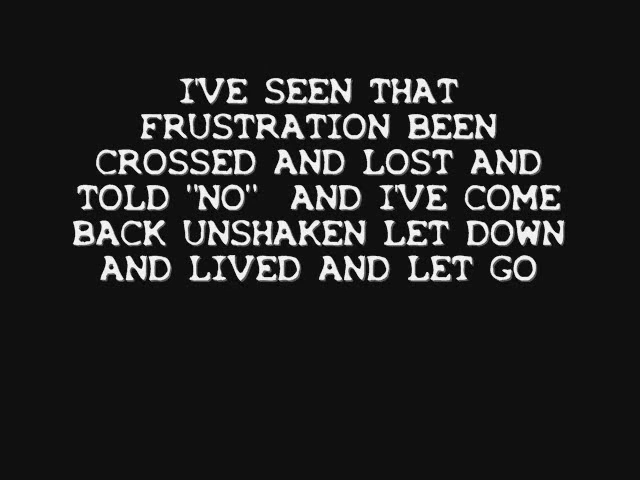 I'VE SEEN THAT
FRUSTRATION BEEN
CROSSED AND LOST AND
TOLD "NO" AND I'VE COME
BACK UNSHAKEN LET DOWN
AND LIVED AND LET GO